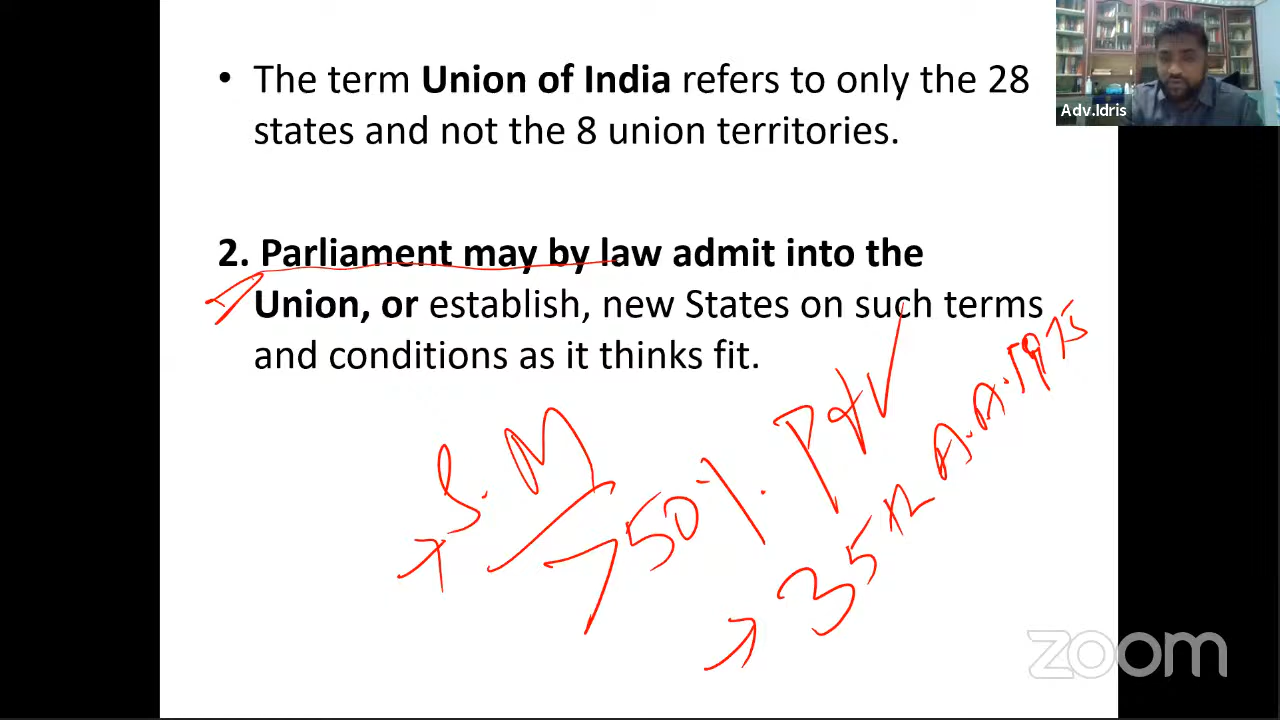 Adv.Idris
• The term Union of India refers to only the 28
states and not the 8 union territories.
2. Parliament may by law admit into the
Union, or establish, new States on such terms
and conditions as it thinks fit.
S.M
>50%. P&V
→ 35th A.A.1975
zoom